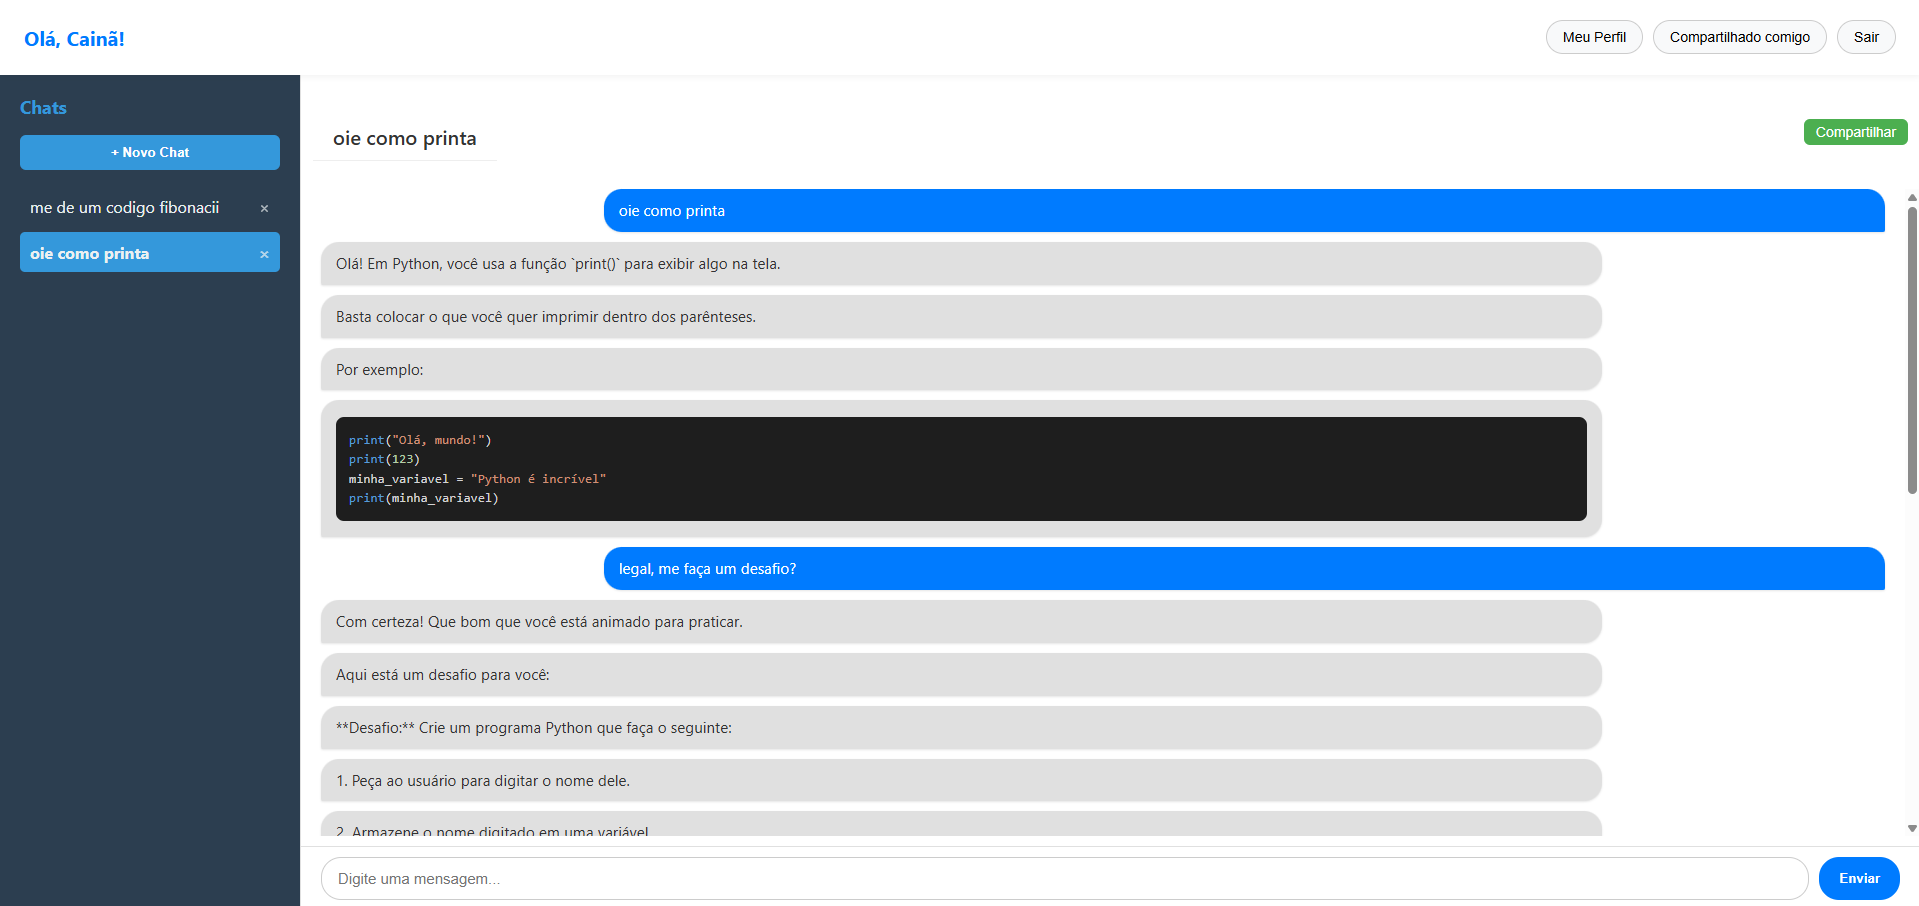 Olá, Cainã!
Meu Perfil
Compartilhado comigo
Sair
Chats
+ Novo Chat
me de um codigo fibonacii ×
oie como printa ×
oie como printa
Compartilhar
oie como printa
Olá! Em Python, você usa a função `print()` para exibir algo na tela.
Basta colocar o que você quer imprimir dentro dos parênteses.
Por exemplo:
print("Olá, mundo!")
print(123)
minha_variavel = "Python é incrível"
print(minha_variavel)
legal, me faça um desafio?
Com certeza! Que bom que você está animado para praticar.
Aqui está um desafio para você:
**Desafio:** Crie um programa Python que faça o seguinte:
1. Peça ao usuário para digitar o nome dele.
2. Armazene o nome digitado em uma variável
Digite uma mensagem...
Enviar